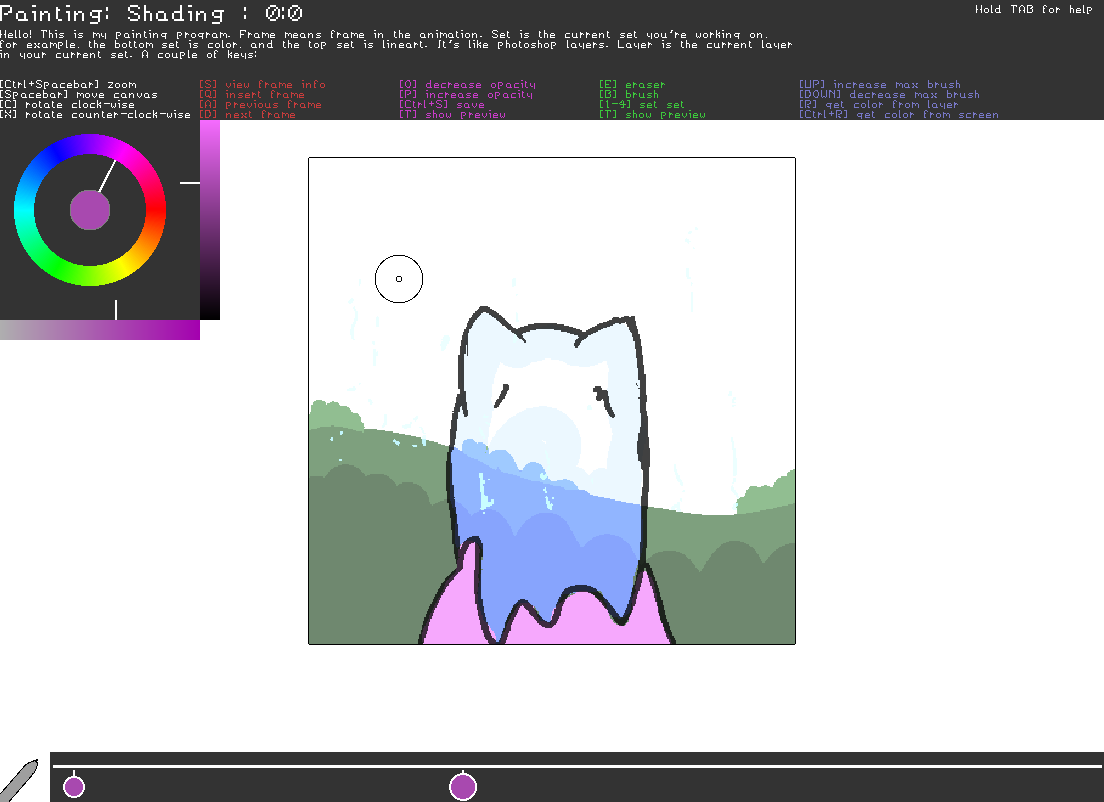 Painting: Shading : 0:0
Hold TAB for help
Hello! This is my painting program. Frame means frame in the animation. Set is the current set you're working on,
for example, the bottom set is color, and the top set is lineart. It's like photoshop layers. Layer is the current layer
in your current set. A couple of keys:
[Ctrl+Spacebar] zoom [S] view frame info [O] decrease opacity [E] eraser [UP] increase max brush
[Spacebar] move canvas [Q] insert frame [P] increase opacity [B] brush [DOWN] decrease max brush
[C] rotate clock-wise [A] previous frame [Ctrl+S] save [1-4] set set [R] get color from layer
[X] rotate counter-clock-wise [D] next frame [T] show preview [T] show preview [Ctrl+R] get color from screen